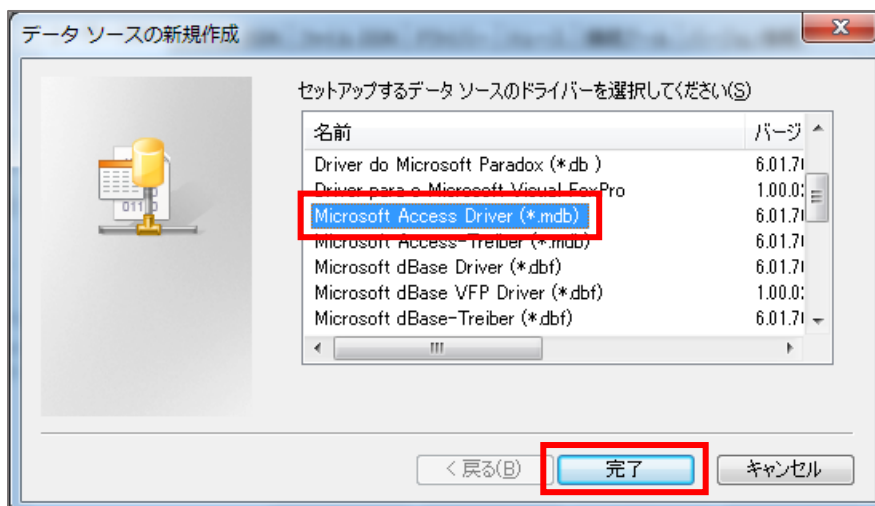 データ ソースの新規作成
セットアップするデータ ソースのドライバーを選択してください(S)
名前 バージ
Driver do Microsoft Paradox (*.db ) 6.01.7
Driver para o Microsoft Visual FoxPro 1.00.0
Microsoft Access Driver (*.mdb) 6.01.7
Microsoft Access-Treiber (*.mdb) 6.01.7
Microsoft dBase Driver (*.dbf) 6.01.7
Microsoft dBase VFP Driver (*.dbf) 1.00.0
Microsoft dBase-Treiber (*.dbf) 6.01.7
< 戻る(B) 完了 キャンセル